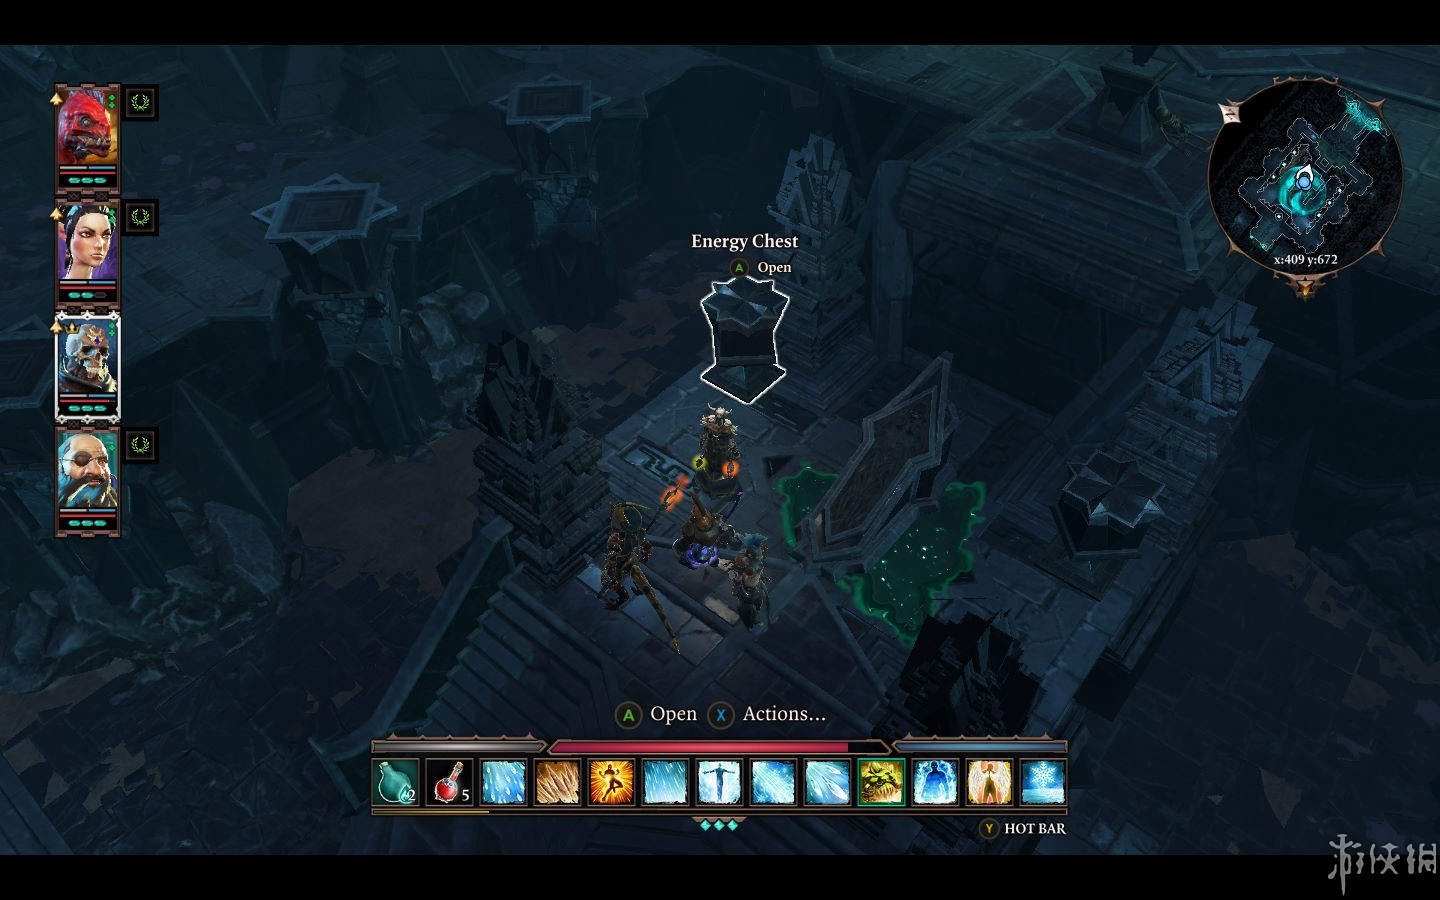 Energy Chest
A Open
x:409 y:672
A Open X Actions...
2
5
Y HOT BAR
游侠网